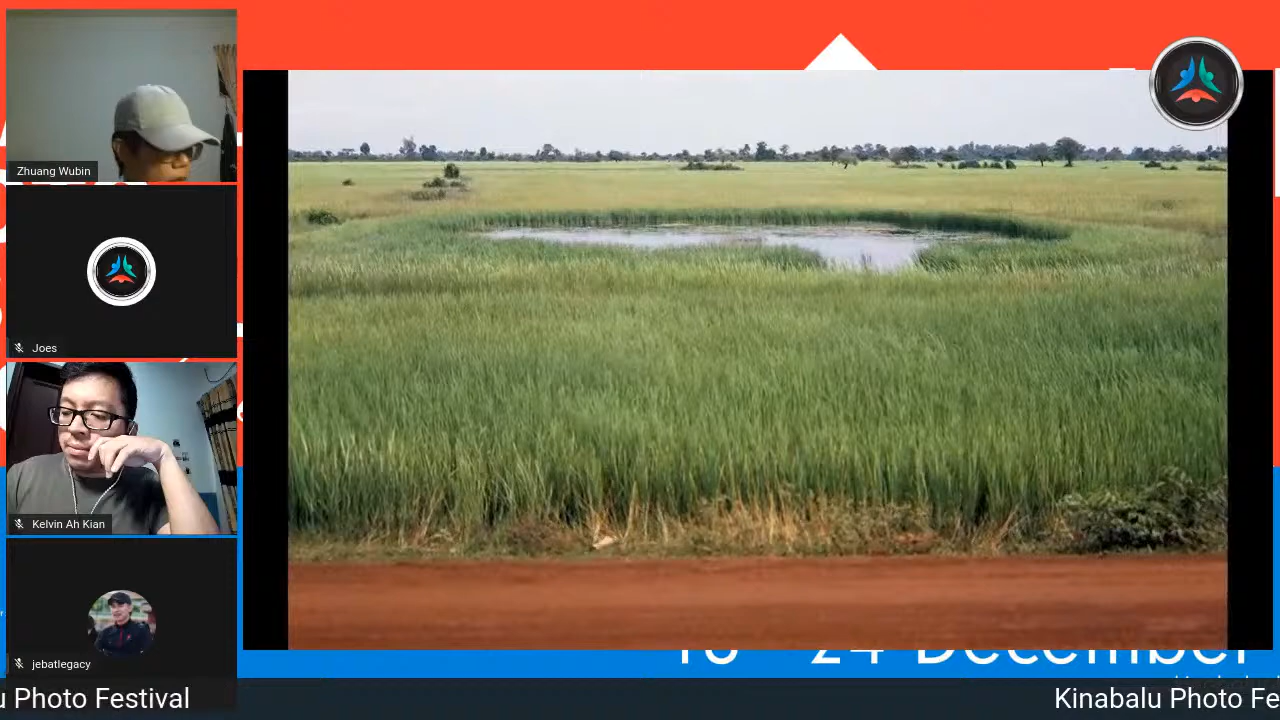 Zhuang Wubin
Joes
Kelvin Ah Kian
jebatlegacy
24 December
u Photo Festival
Kinabalu Photo Fe